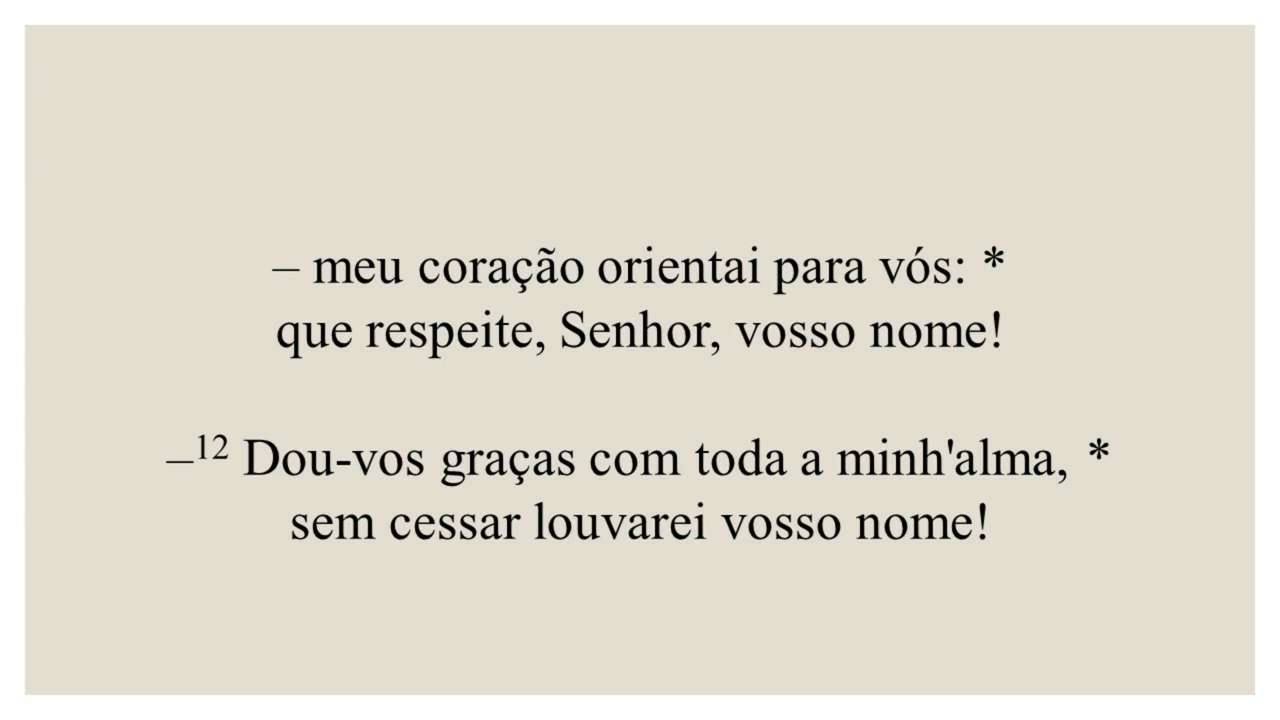 – meu coração orientai para vós: *
que respeite, Senhor, vosso nome!
–¹² Dou-vos graças com toda a minh'alma, *
sem cessar louvarei vosso nome!